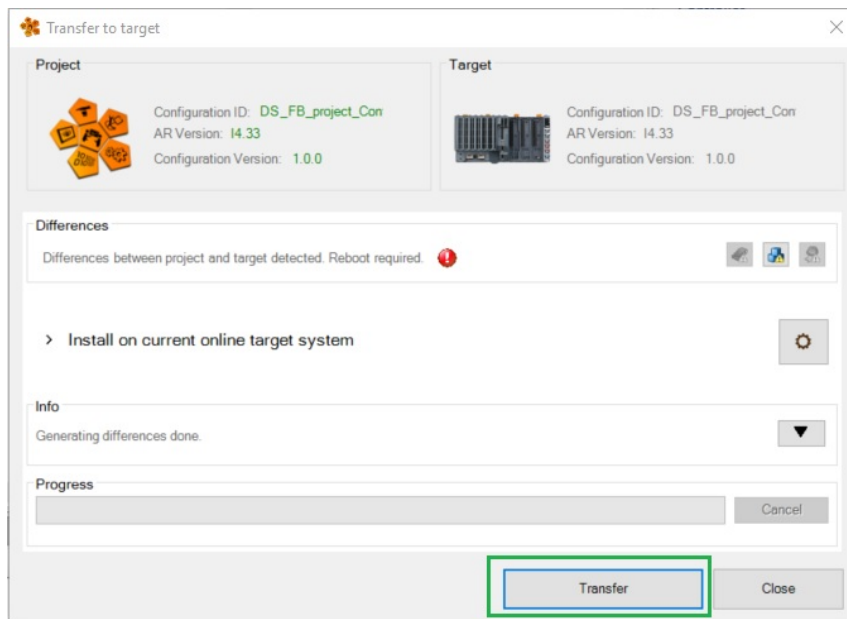 Transfer to target
Project
Configuration ID: DS_FB_project_Con
AR Version: I4.33
Configuration Version: 1.0.0
Target
Configuration ID: DS_FB_project_Con
AR Version: I4.33
Configuration Version: 1.0.0
Differences
Differences between project and target detected. Reboot required.
Install on current online target system
Info
Generating differences done.
Progress
Cancel
Transfer
Close